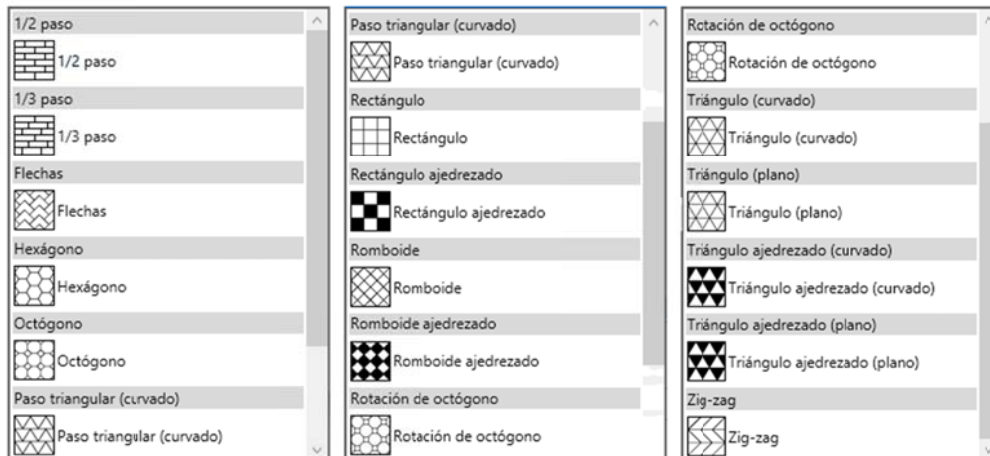 1/2 paso
1/2 paso
1/3 paso
1/3 paso
Flechas
Flechas
Hexágono
Hexágono
Octógono
Octógono
Paso triangular (curvado)
Paso triangular (curvado)
Paso triangular (curvado)
Paso triangular (curvado)
Rectángulo
Rectángulo
Rectángulo ajedrezado
Rectángulo ajedrezado
Romboide
Romboide
Romboide ajedrezado
Romboide ajedrezado
Rotación de octógono
Rotación de octógono
Rotación de octógono
Rotación de octógono
Triángulo (curvado)
Triángulo (curvado)
Triángulo (plano)
Triángulo (plano)
Triángulo ajedrezado (curvado)
Triángulo ajedrezado (curvado)
Triángulo ajedrezado (plano)
Triángulo ajedrezado (plano)
Zig-zag
Zig-zag